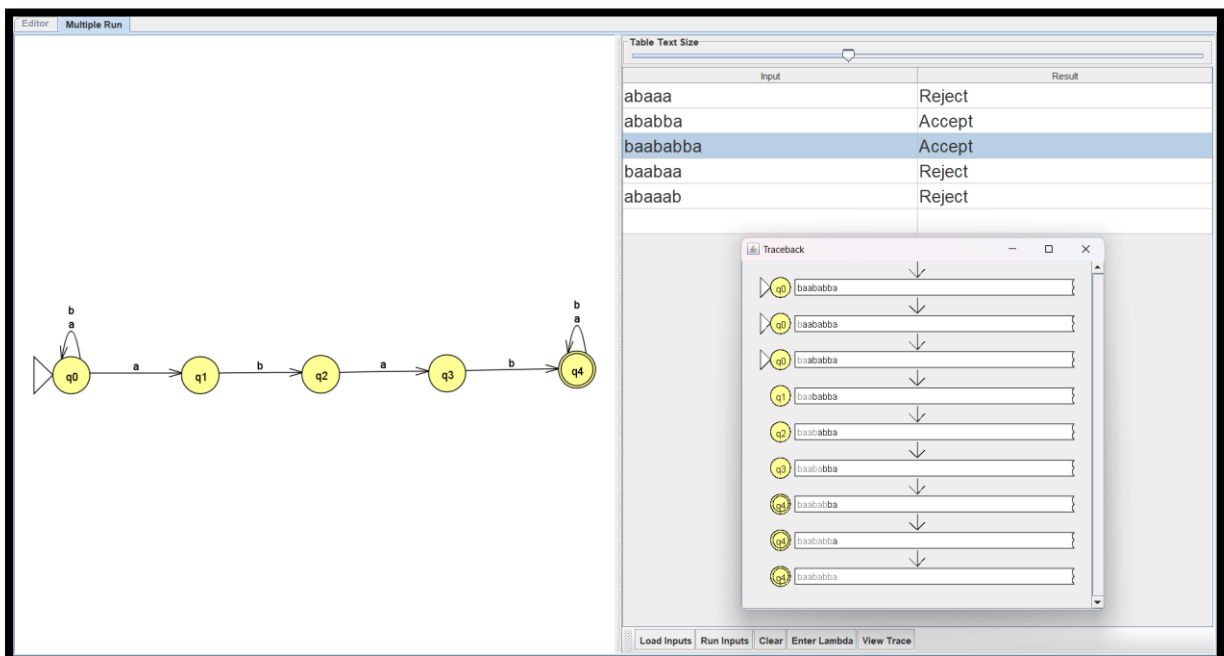 Editor Multiple Run
Table Text Size
Input Result
abaaa Reject
ababba Accept
baababba Accept
baabaa Reject
abaaab Reject
b
a
q0
a
q1
b
q2
a
q3
b
b
a
q4
Traceback
q0 baababba
q0 baababba
q0 baababba
q1 baababba
q2 baababba
q3 baababba
q4 baababba
q4 baababba
q4 baababba
Load Inputs Run Inputs Clear Enter Lambda View Trace